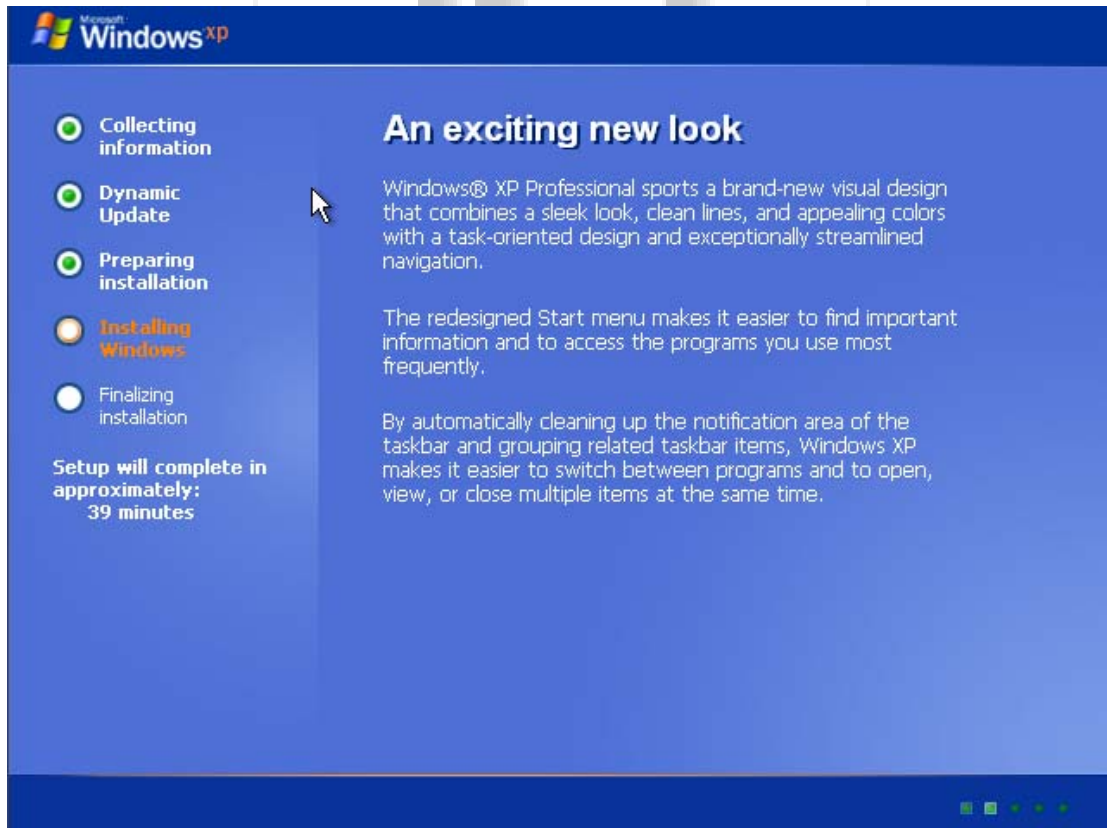 Microsoft
Windows xp
Collecting
information
Dynamic
Update
Preparing
installation
Installing
Windows
Finalizing
installation
Setup will complete in
approximately:
39 minutes
An exciting new look
Windows® XP Professional sports a brand-new visual design
that combines a sleek look, clean lines, and appealing colors
with a task-oriented design and exceptionally streamlined
navigation.
The redesigned Start menu makes it easier to find important
information and to access the programs you use most
frequently.
By automatically cleaning up the notification area of the
taskbar and grouping related taskbar items, Windows XP
makes it easier to switch between programs and to open,
view, or close multiple items at the same time.